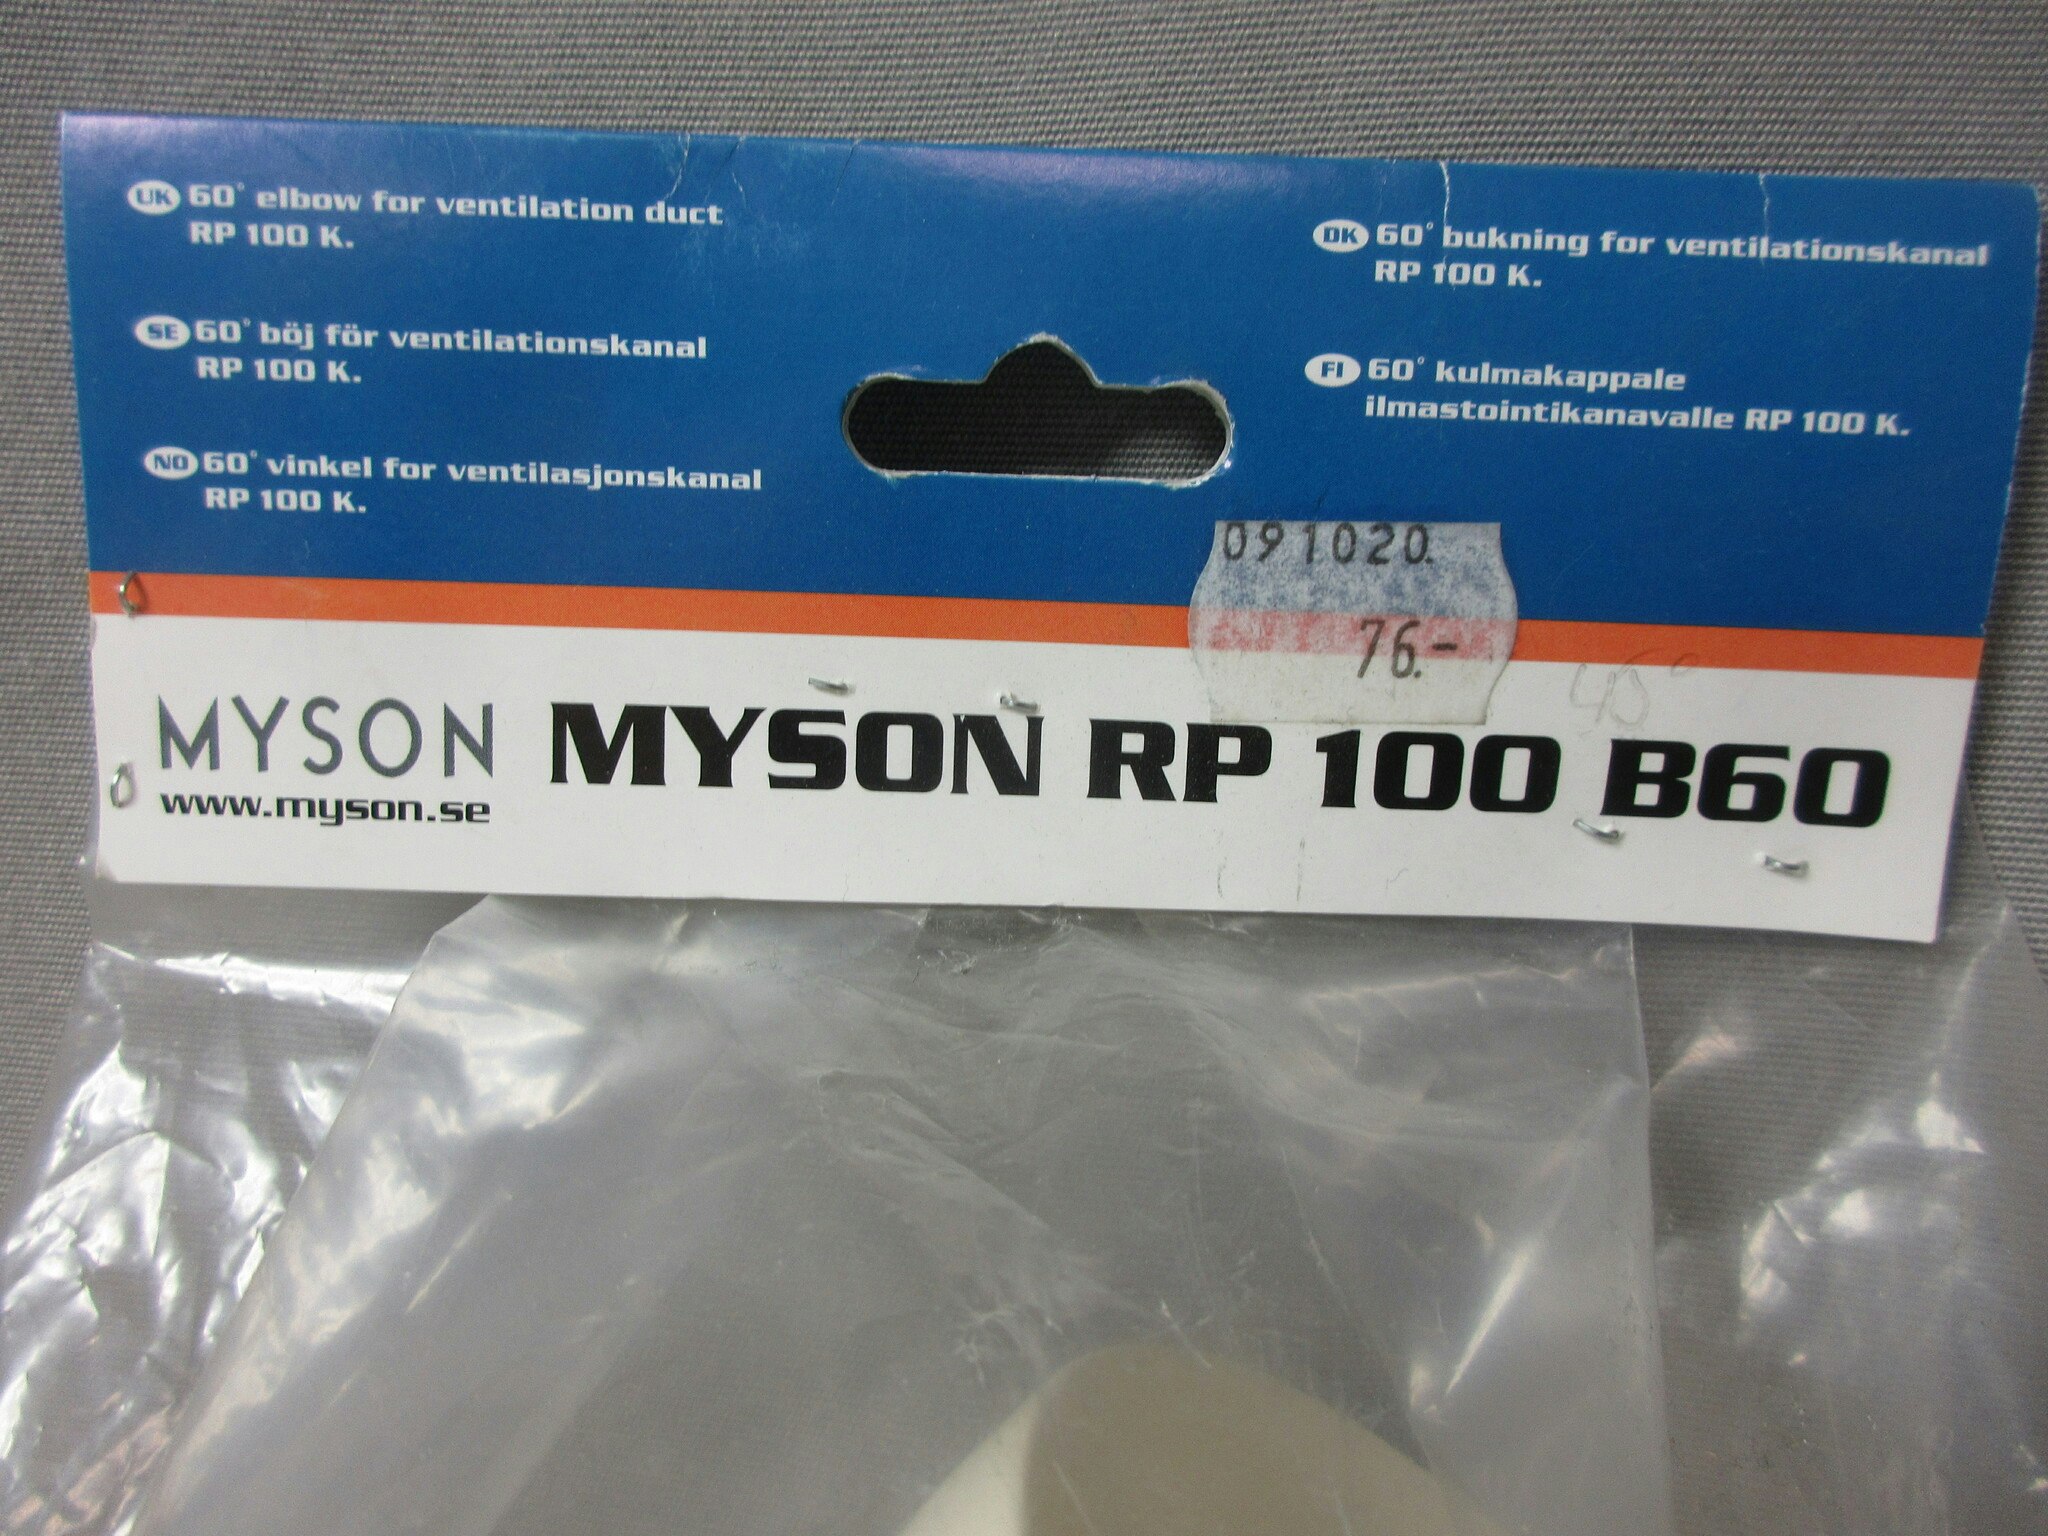 UK 60° elbow for ventilation duct
RP 100 K.
SE 60° böj för ventilationskanal
RP 100 K.
NO 60° vinkel for ventilasjonskanal
RP 100 K.
DK 60° bukning for ventilationskanal
RP 100 K.
FI 60° kulmakappale
ilmastointikanavalle RP 100 K.
091020.
76.-
45°
MYSON
www.myson.se
MYSON RP 100 B60